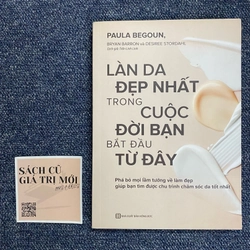 PAULA BEGOUN,
BRYAN BARRON và DESIREE STORDAHL
LÀN DA
ĐẸP NHẤT
TRONG
CUỘC
ĐỜI BẠN
BẮT ĐẦU
TỪ ĐÂY
Phá bỏ mọi lầm tưởng về làm đẹp
giúp bạn tìm được chu trình chăm sóc da tốt nhất
SÁCH CŨ
GIÁ TRỊ MỚI